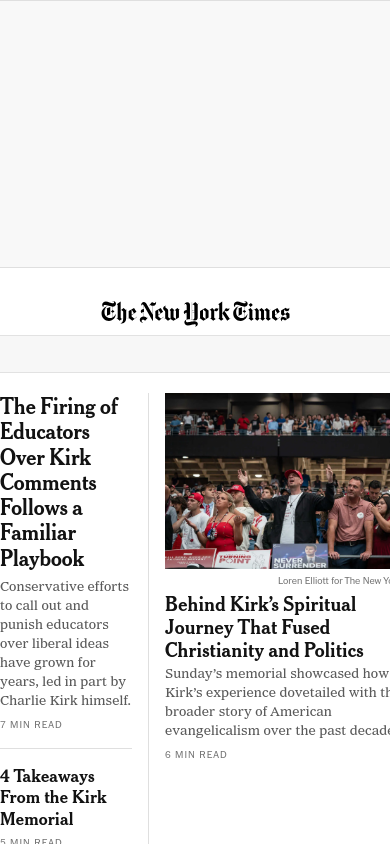 The New York Times
The Firing of
Educators
Over Kirk
Comments
Follows a
Familiar
Playbook
Conservative efforts
to call out and
punish educators
over liberal ideas
have grown for
years, led in part by
Charlie Kirk himself.
7 MIN READ
4 Takeaways
From the Kirk
Memorial
5 MIN READ
TURNING
POINT
NEVER
SURRENDER
Loren Elliott for The New Yo
Behind Kirk's Spiritual
Journey That Fused
Christianity and Politics
Sunday's memorial showcased how
Kirk's experience dovetailed with th
broader story of American
evangelicalism over the past decade
6 MIN READ